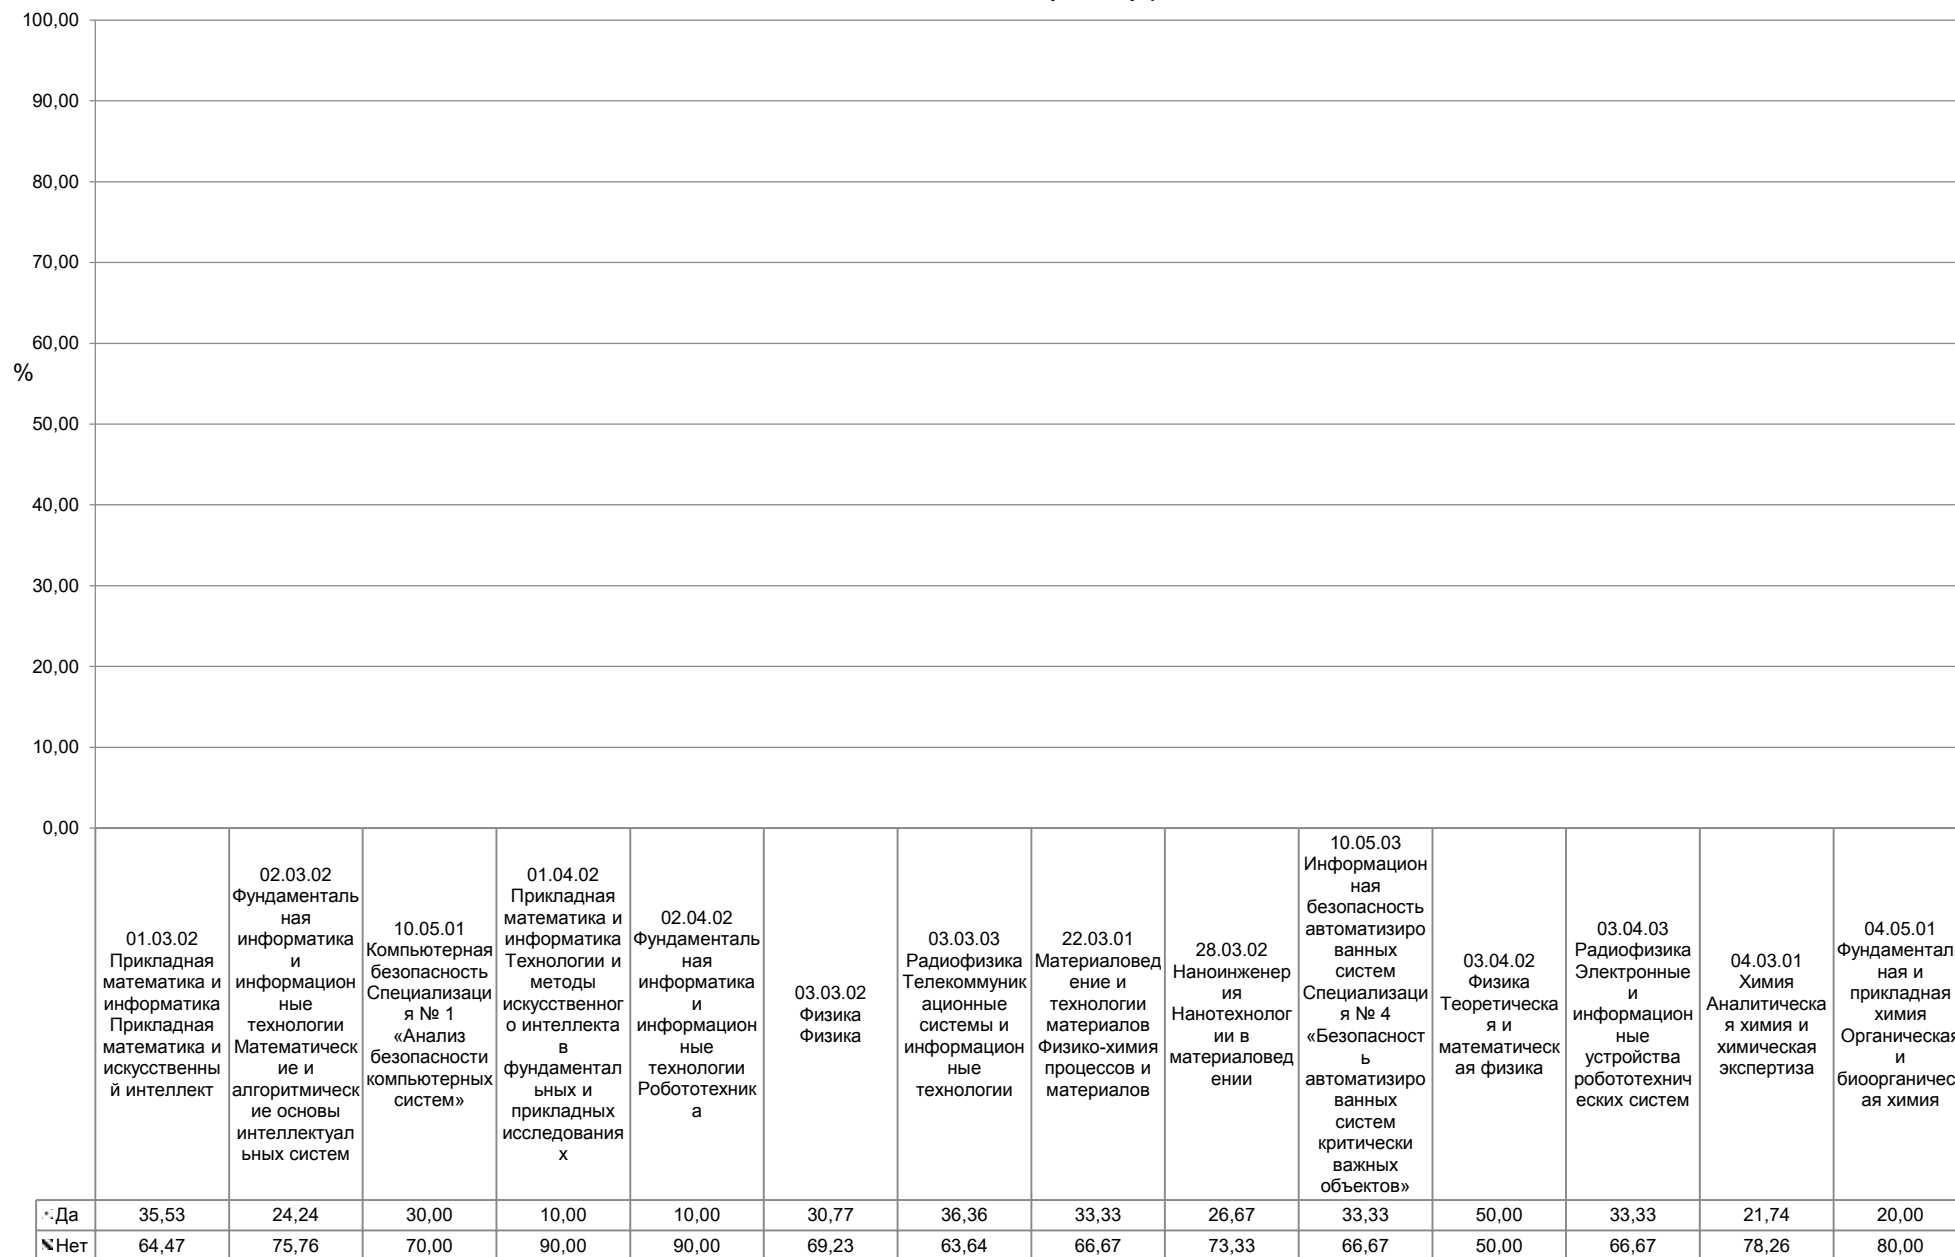 100,00
90,00
80,00
70,00
60,00
%
50,00
40,00
30,00
20,00
10,00
0,00
01.03.02
Прикладная
математика и
информатика
Прикладная
математика и
искусственны
й интеллект
02.03.02
Фундаменталь
ная
информатика
и
информацион
ные
технологии
Математическ
ие и
алгоритмическ
ие основы
интеллектуал
ьных систем
10.05.01
Компьютерная
безопасность
Специализаци
я № 1
«Анализ
безопасности
компьютерных
систем»
01.04.02
Прикладная
математика и
информатика
Технологии и
методы
искусственног
о интеллекта
в
фундаментал
ьных и
прикладных
исследования
х
02.04.02
Фундаменталь
ная
информатика
и
информацион
ные
технологии
Робототехник
а
03.03.02
Физика
Физика
03.03.03
Радиофизика
Телекоммуник
ационные
системы и
информацион
ные
технологии
22.03.01
Материаловед
ение и
технологии
материалов
Физико-химия
процессов и
материалов
28.03.02
Наноинженер
ия
Нанотехнолог
ии в
материаловед
ении
10.05.03
Информацион
ная
безопасность
автоматизиро
ванных
систем
Специализаци
я № 4
«Безопасност
ь
автоматизиро
ванных
систем
критически
важных
объектов»
03.04.02
Физика
Теоретическа
я и
математическ
ая физика
03.04.03
Радиофизика
Электронные
и
информацион
ные
устройства
робототехнич
еских систем
04.03.01
Химия
Аналитическа
я химия и
химическая
экспертиза
04.05.01
Фундаментал
ная и
прикладная
химия
Органическая
и
биоорганичес
ая химия
Да 35,53 24,24 30,00 10,00 10,00 30,77 36,36 33,33 26,67 33,33 50,00 33,33 21,74 20,00
Нет 64,47 75,76 70,00 90,00 90,00 69,23 63,64 66,67 73,33 66,67 50,00 66,67 78,26 80,00